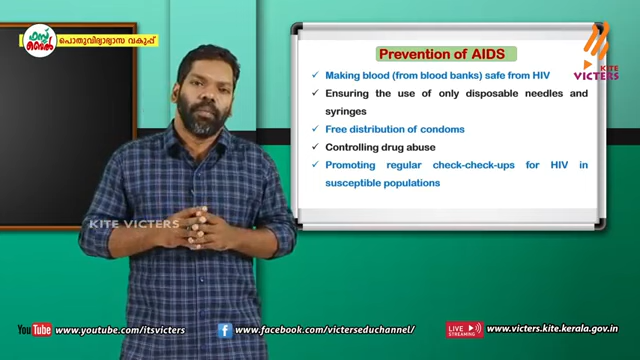 ഫസ്റ്റ് ബെൽ
പൊതുവിദ്യാഭ്യാസ വകുപ്പ്
KITE
VICTERS
Prevention of AIDS
✓ Making blood (from blood banks) safe from HIV
✓ Ensuring the use of only disposable needles and
syringes
✓ Free distribution of condoms
✓ Controlling drug abuse
✓ Promoting regular check-check-ups for HIV in
susceptible populations
KITE VICTERS
YouTube www.youtube.com/itsvicters
f www.facebook.com/victerseduchannel/
LIVE STREAMING www.victers.kite.kerala.gov.in